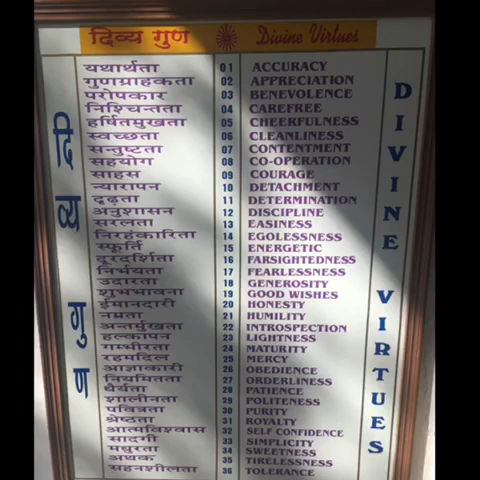 दिव्य गुण Divine Virtues
यथार्थता 01 ACCURACY
गुणग्राहकता 02 APPRECIATION
परोपकार 03 BENEVOLENCE
निश्चिन्तता 04 CAREFREE
हर्षितमुखता 05 CHEERFULNESS
स्वच्छता 06 CLEANLINESS
सन्तुष्टता 07 CONTENTMENT
सहयोग 08 CO-OPERATION
साहस 09 COURAGE
न्यारापन 10 DETACHMENT
दृढ़ता 11 DETERMINATION
अनुशासन 12 DISCIPLINE
सरलता 13 EASINESS
निरहंकारिता 14 EGOLESSNESS
स्फूर्ति 15 ENERGETIC
दूरदर्शिता 16 FARSIGHTEDNESS
निर्भयता 17 FEARLESSNESS
उदारता 18 GENEROSITY
शुभभावना 19 GOOD WISHES
ईमानदारी 20 HONESTY
नम्रता 21 HUMILITY
अन्तर्मुखता 22 INTROSPECTION
हल्कापन 23 LIGHTNESS
गम्भीरता 24 MATURITY
रहमदिल 25 MERCY
आज्ञाकारी 26 OBEDIENCE
नियमितता 27 ORDERLINESS
धैर्यता 28 PATIENCE
शालीनता 29 POLITENESS
पवित्रता 30 PURITY
श्रेष्ठता 31 ROYALTY
आत्मविश्वास 32 SELF CONFIDENCE
सादगी 33 SIMPLICITY
मधुरता 34 SWEETNESS
अथक 35 TIRELESSNESS
सहनशीलता 36 TOLERANCE
दिव्य गुण
DIVINE VIRTUES